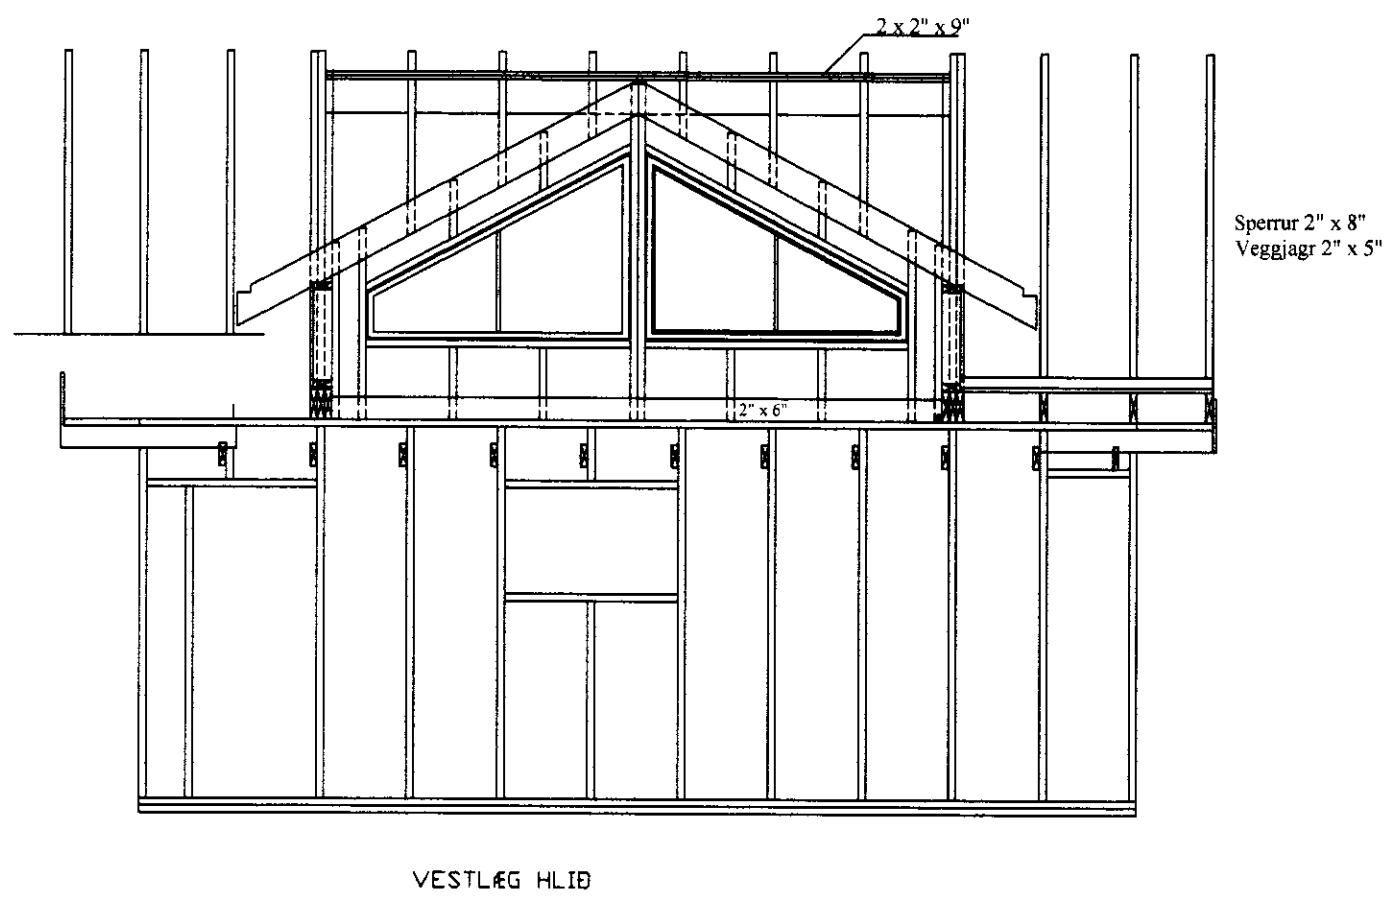 2 x 2" x 9"
Sperrur 2" x 8"
Veggjagr 2" x 5"
2" x 6"
VESTLÆG HLIÐ